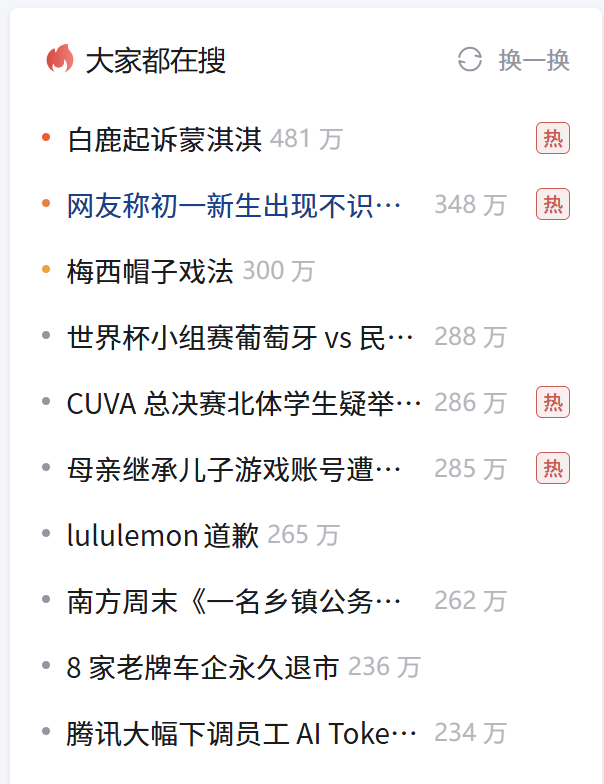 大家都在搜 换一换
白鹿起诉蒙淇淇 481 万 热
网友称初一新生出现不识… 348 万 热
梅西帽子戏法 300 万
世界杯小组赛葡萄牙 vs 民… 288 万
CUVA 总决赛北体学生疑举… 286 万 热
母亲继承儿子游戏账号遭… 285 万 热
lululemon 道歉 265 万
南方周末《一名乡镇公务… 262 万
8 家老牌车企永久退市 236 万
腾讯大幅下调员工 AI Toke… 234 万